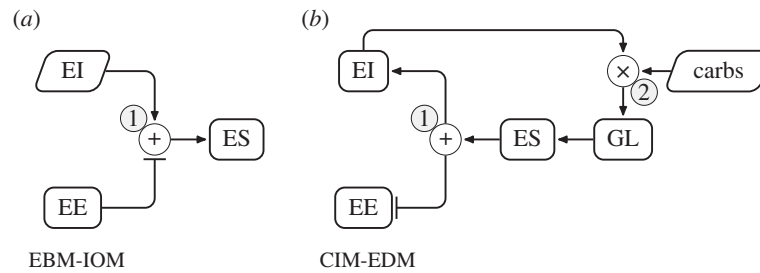 (a)
EI
1
+
ES
EE
EBM-IOM
(b)
EI
×
carbs
2
1
+
ES
GL
EE
CIM-EDM